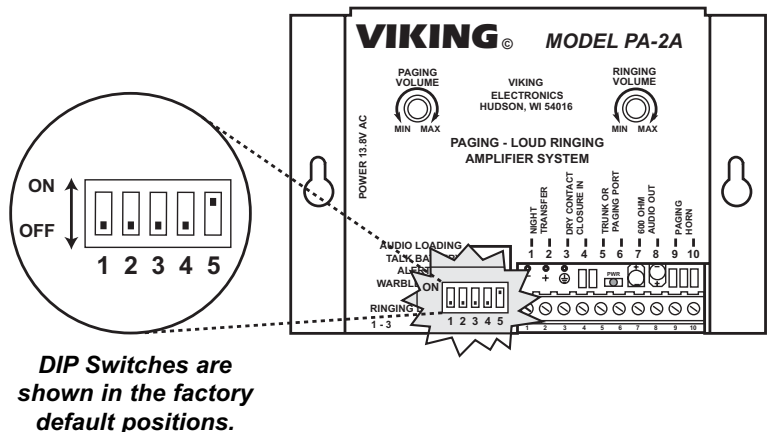 VIKING© MODEL PA-2A
PAGING
VOLUME
MIN MAX
VIKING
ELECTRONICS
HUDSON, WI 54016
RINGING
VOLUME
MIN MAX
POWER 13.8V AC
PAGING - LOUD RINGING
AMPLIFIER SYSTEM
NIGHT
TRANSFER
DRY CONTACT
CLOSURE IN
TRUNK OR
PAGING PORT
600 OHM
AUDIO OUT
PAGING
HORN
1 2 3 4 5 6 7 8 9 10
AUDIO LOADING
TALK
RINGING
1 - 3
ON
1 2 3 4 5
- +
PWR
+ -
1 2 3 4 5 6 7 8 9 10
ON
OFF
1 2 3 4 5
DIP Switches are
shown in the factory
default positions.